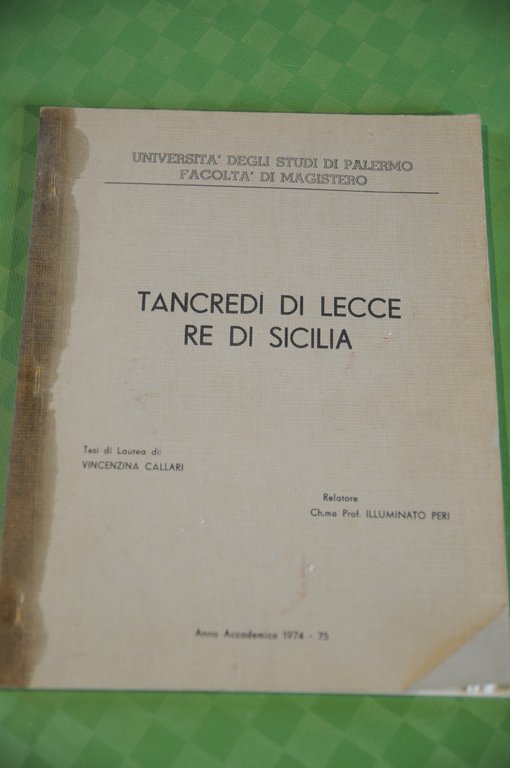 UNIVERSITA' DEGLI STUDI DI PALERMO
FACOLTA' DI MAGISTERO
TANCREDI DI LECCE
RE DI SICILIA
Tesi di Laurea di:
VINCENZINA CALLARI
Relatore
Ch.mo Prof. ILLUMINATO PERI
Anno Accademico 1974 - 75